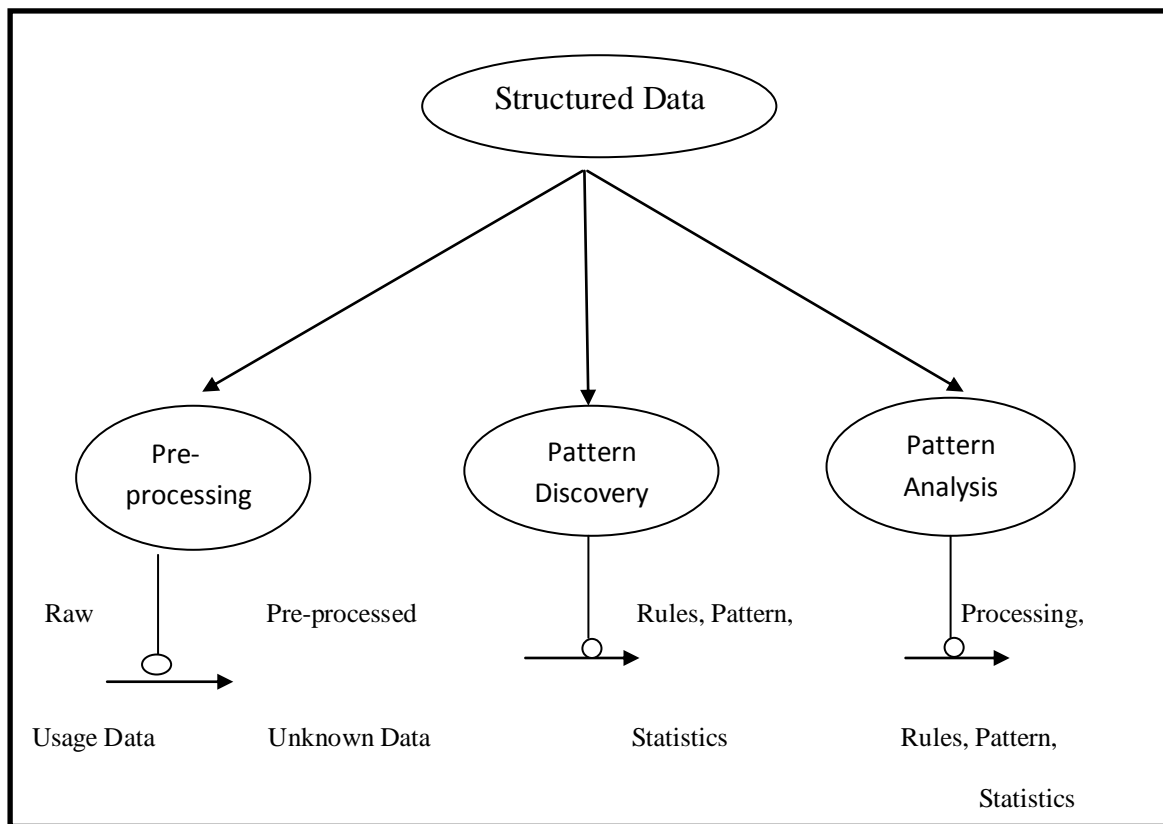 Structured Data
Pre-
processing
Pattern
Discovery
Pattern
Analysis
Raw
Pre-processed
Rules, Pattern,
Processing,
Usage Data
Unknown Data
Statistics
Rules, Pattern,
Statistics